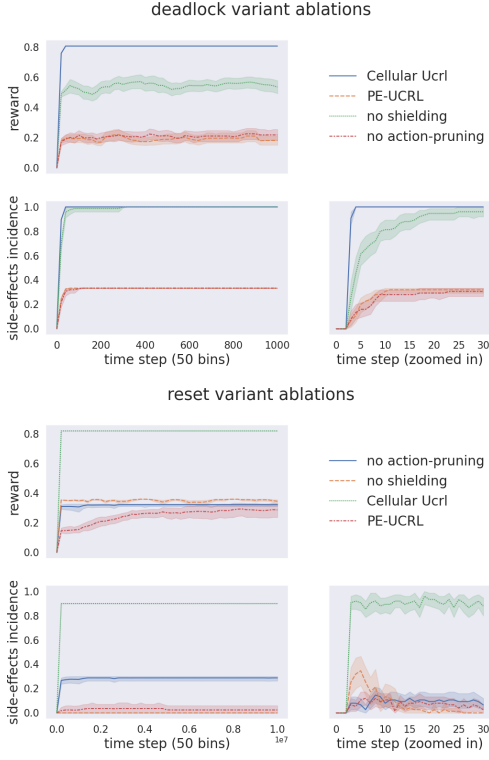 deadlock variant ablations
reward
0.8
0.6
0.4
0.2
0.0
Cellular Ucrl
PE-UCRL
no shielding
no action-pruning
side-effects incidence
1.0
0.8
0.6
0.4
0.2
0.0
0 200 400 600 800 1000
time step (50 bins)
0 5 10 15 20 25 30
time step (zoomed in)
reset variant ablations
reward
0.8
0.6
0.4
0.2
0.0
no action-pruning
no shielding
Cellular Ucrl
PE-UCRL
side-effects incidence
1.0
0.8
0.6
0.4
0.2
0.0
0.0 0.2 0.4 0.6 0.8 1.0
1e7
time step (50 bins)
0 5 10 15 20 25 30
time step (zoomed in)